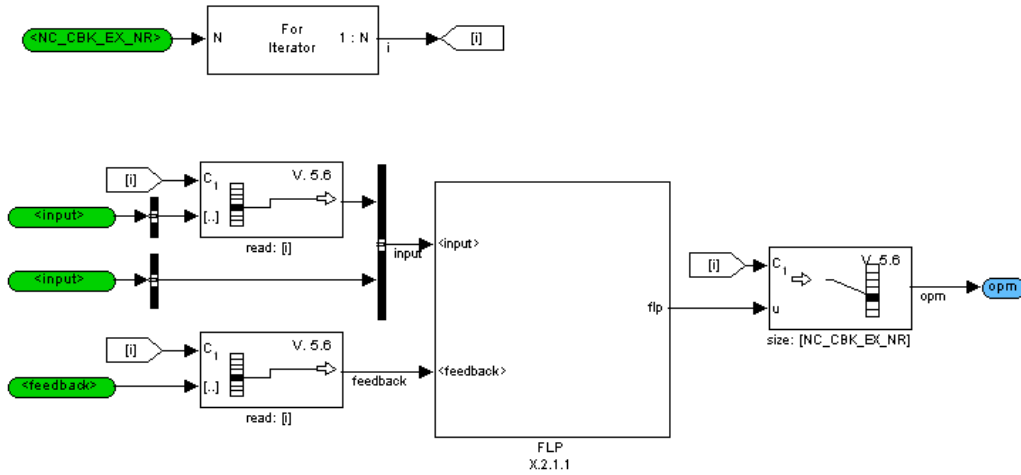 <NC_CBK_EX_NR>
N
For
Iterator
1 : N
i
[i]
[i]
C1
V. 5.6
<input>
[..]
read: [i]
<input>
input
<input>
[i]
C1
V. 5.6
<feedback>
[..]
feedback
<feedback>
read: [i]
flp
FLP
X.2.1.1
[i]
C1
V. 5.6
u
opm
opm
size: [NC_CBK_EX_NR]